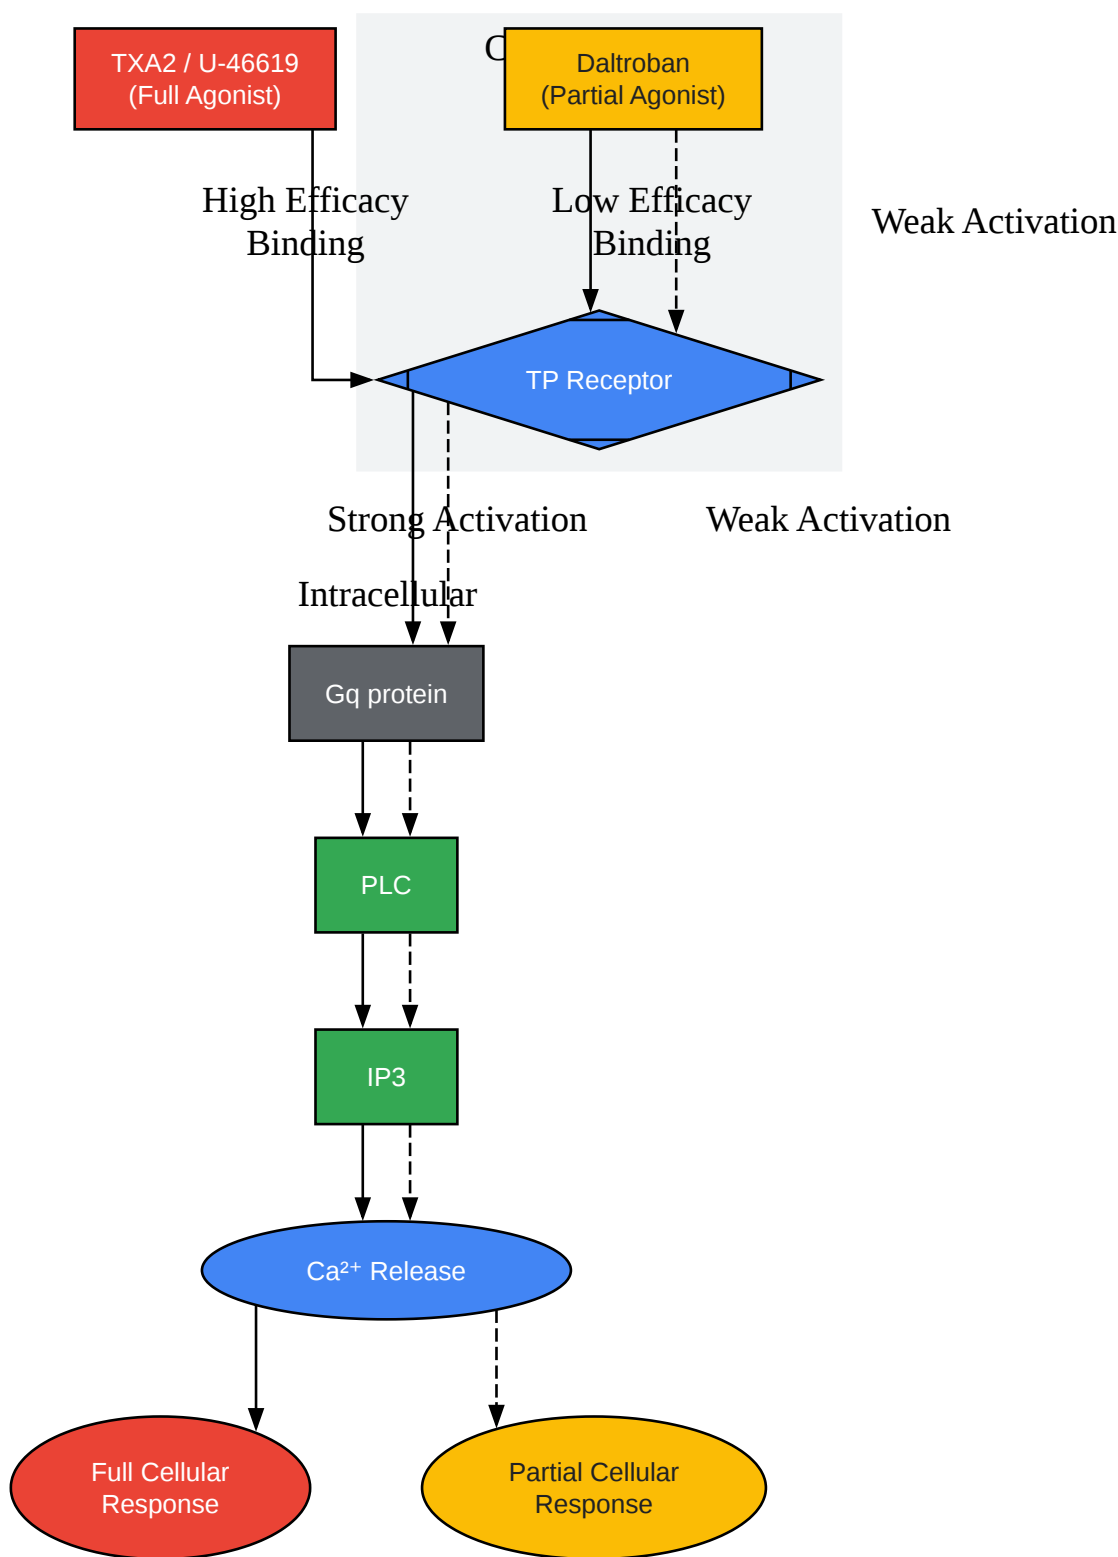 TXA2 / U-46619
(Full Agonist)
Daltroban
(Partial Agonist)
High Efficacy
Binding
Low Efficacy
Binding
Weak Activation
TP Receptor
Strong Activation
Weak Activation
Intracellular
Gq protein
PLC
IP3
Ca²⁺ Release
Full Cellular
Response
Partial Cellular
Response